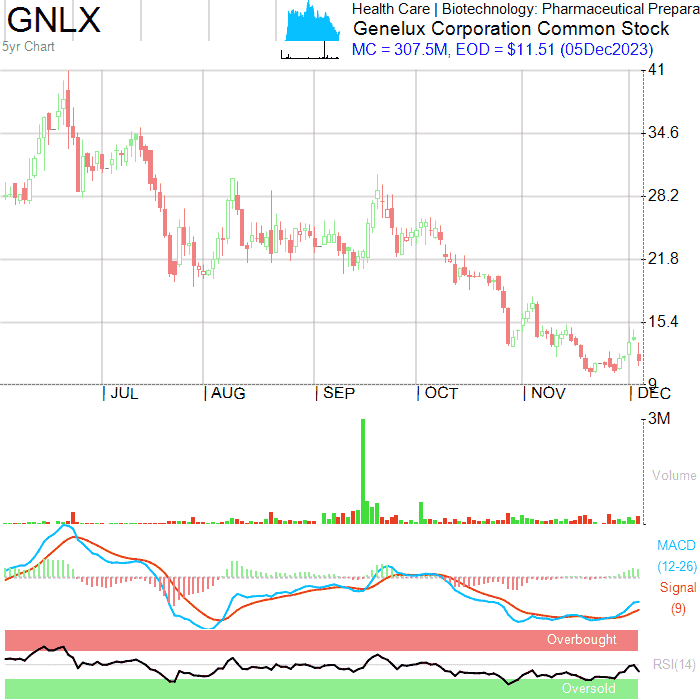 GNLX
5yr Chart
Health Care | Biotechnology: Pharmaceutical Prepara
Genelux Corporation Common Stock
MC = 307.5M, EOD = $11.51 (05Dec2023)
41
34.6
28.2
21.8
15.4
9
JUL AUG SEP OCT NOV DEC
3M
Volume
MACD
(12-26)
Signal
(9)
Overbought
RSI(14)
Oversold